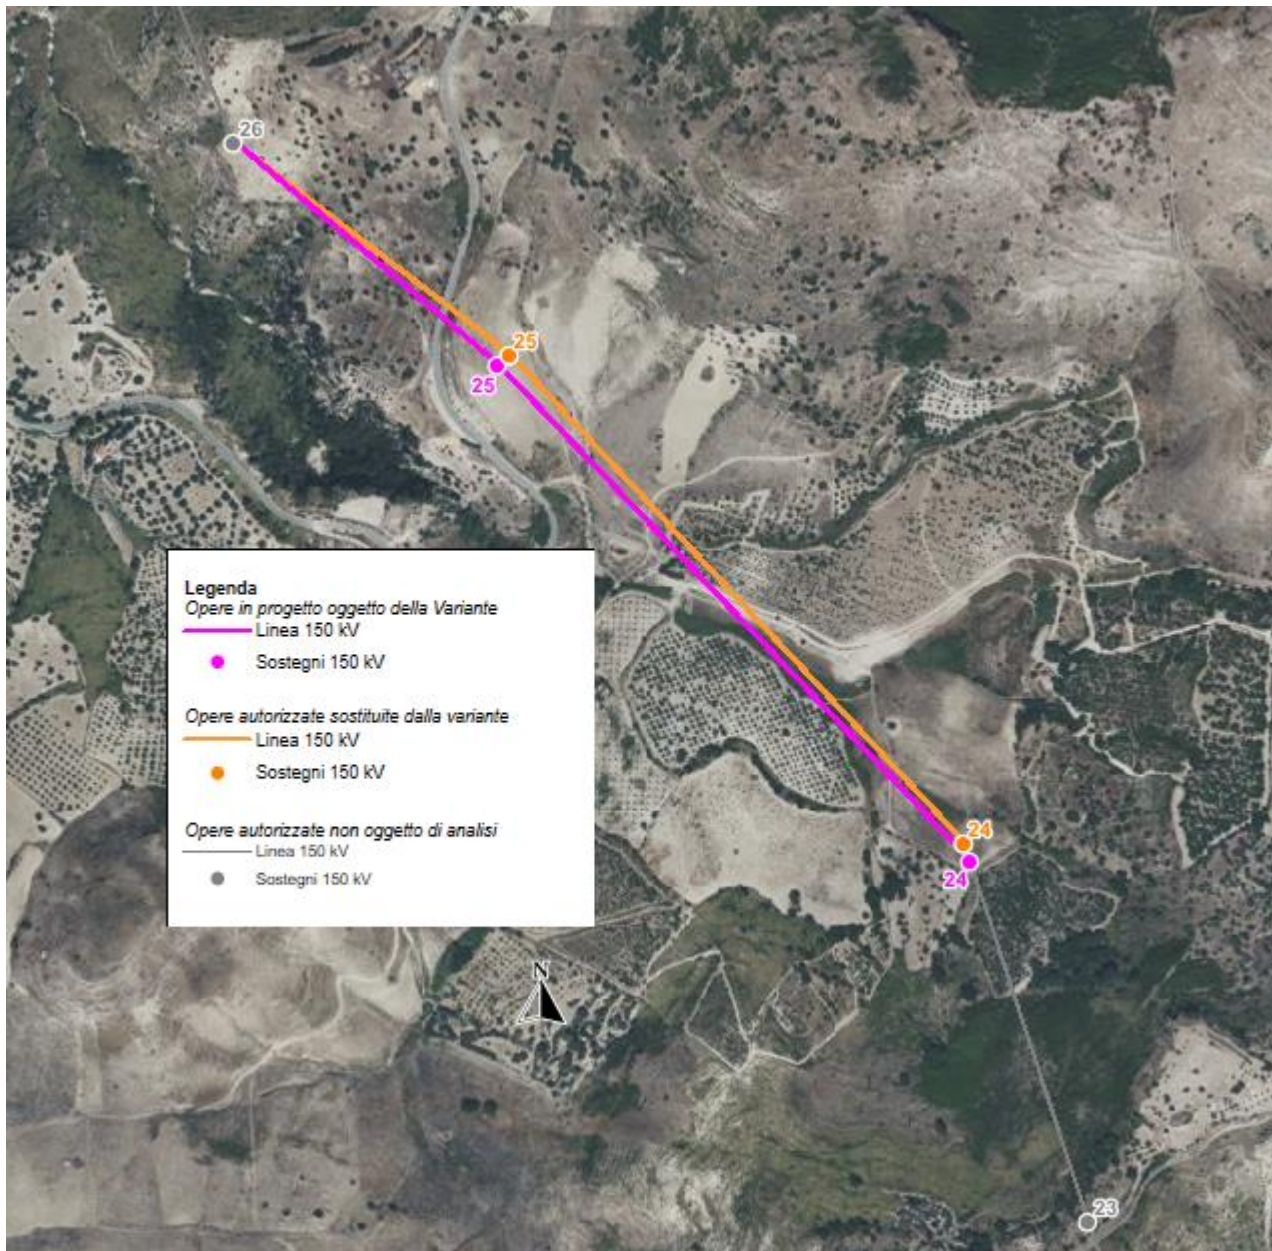 26
25
25
Legenda
Opere in progetto oggetto della Variante
Linea 150 kV
Sostegni 150 kV
Opere autorizzate sostituite dalla variante
Linea 150 kV
Sostegni 150 kV
Opere autorizzate non oggetto di analisi
Linea 150 kV
Sostegni 150 kV
24
24
N
23